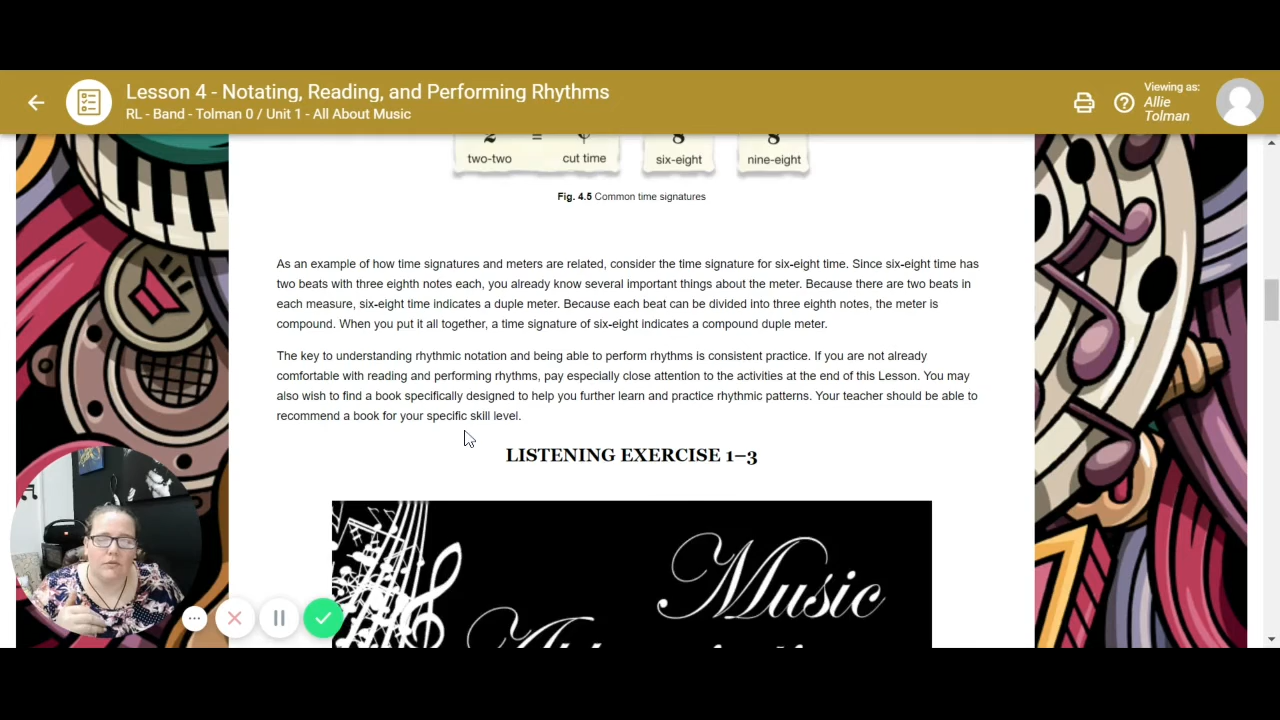 Lesson 4 - Notating, Reading, and Performing Rhythms
RL - Band - Tolman 0 / Unit 1 - All About Music
Viewing as:
Allie
Tolman
two-two = cut time
six-eight
nine-eight
Fig. 4.5 Common time signatures
As an example of how time signatures and meters are related, consider the time signature for six-eight time. Since six-eight time has
two beats with three eighth notes each, you already know several important things about the meter. Because there are two beats in
each measure, six-eight time indicates a duple meter. Because each beat can be divided into three eighth notes, the meter is
compound. When you put it all together, a time signature of six-eight indicates a compound duple meter.
The key to understanding rhythmic notation and being able to perform rhythms is consistent practice. If you are not already
comfortable with reading and performing rhythms, pay especially close attention to the activities at the end of this Lesson. You may
also wish to find a book specifically designed to help you further learn and practice rhythmic patterns. Your teacher should be able to
recommend a book for your specific skill level.
LISTENING EXERCISE 1–3
Music